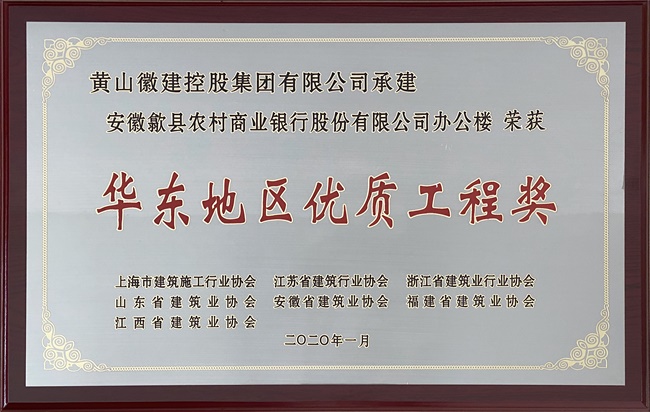 黄山徽建控股集团有限公司承建
安徽歙县农村商业银行股份有限公司办公楼 荣获
华东地区优质工程奖
上海市建筑施工行业协会 江苏省建筑行业协会 浙江省建筑业行业协会
山东省建筑业协会 安徽省建筑业协会 福建省建筑业协会
江西省建筑业协会
二〇二〇年一月